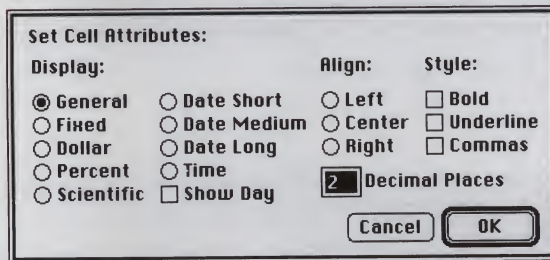 Set Cell Attributes:
Display: Align: Style:
General Date Short Left Bold
Fixed Date Medium Center Underline
Dollar Date Long Right Commas
Percent Time
2 Decimal Places
Scientific Show Day
Cancel OK